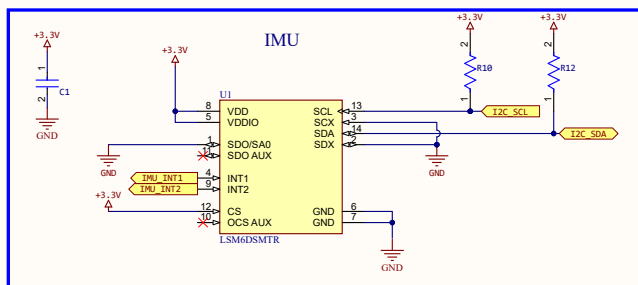 IMU
+3.3V
1
2
C1
GND
+3.3V
U1
8 VDD
5 VDDIO
1 SDO/SA0
11 SDO AUX
4 INT1
9 INT2
12 CS
10 OCS AUX
SCL 13
SCX 3
SDA 14
SDX 2
GND 6
GND 7
LSM6DSMTR
GND
IMU_INT1
IMU_INT2
+3.3V
+3.3V
2
R10
1
+3.3V
2
R12
1
I2C_SCL
I2C_SDA
GND
GND